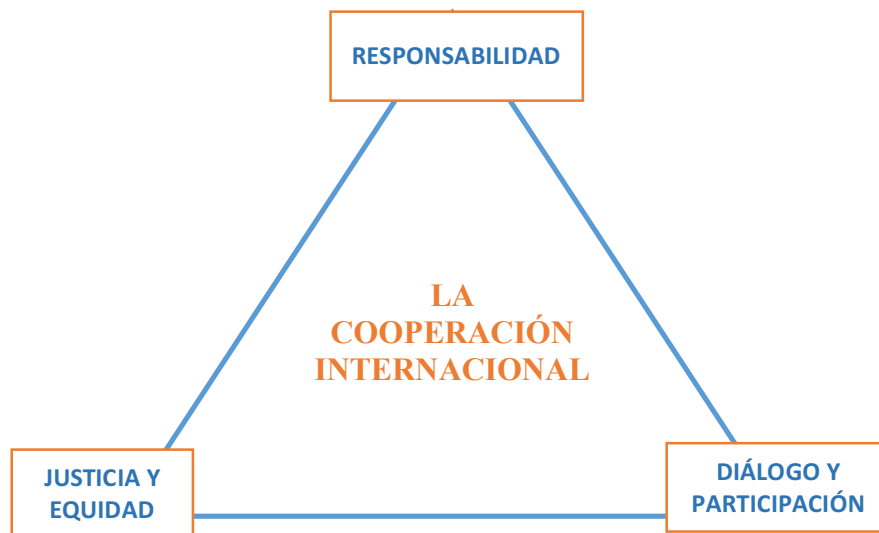 RESPONSABILIDAD
LA
COOPERACIÓN
INTERNACIONAL
JUSTICIA Y
EQUIDAD
DIÁLOGO Y
PARTICIPACIÓN